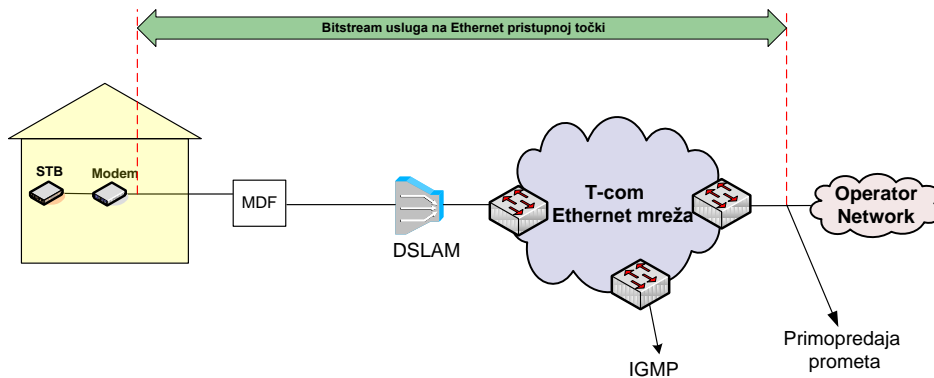 Bitstream usluga na Ethernet pristupnoj točki
STB
Modem
MDF
DSLAM
T-com
Ethernet mreža
Operator
Network
IGMP
Primopredaja
prometa